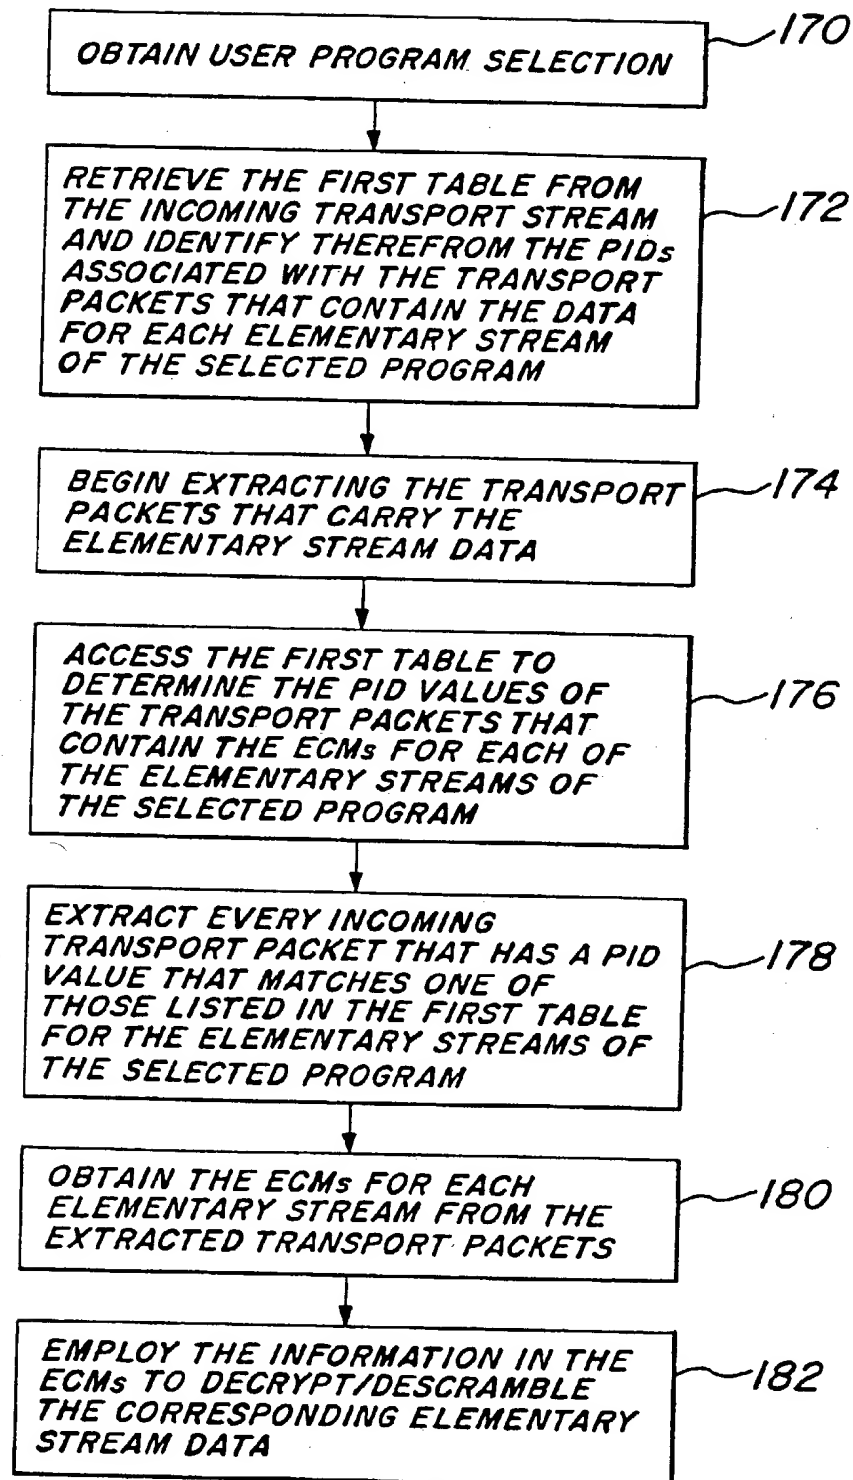 OBTAIN USER PROGRAM SELECTION
170
RETRIEVE THE FIRST TABLE FROM
THE INCOMING TRANSPORT STREAM
AND IDENTIFY THEREFROM THE PIDs
ASSOCIATED WITH THE TRANSPORT
PACKETS THAT CONTAIN THE DATA
FOR EACH ELEMENTARY STREAM
OF THE SELECTED PROGRAM
172
BEGIN EXTRACTING THE TRANSPORT
PACKETS THAT CARRY THE
ELEMENTARY STREAM DATA
174
ACCESS THE FIRST TABLE TO
DETERMINE THE PID VALUES OF
THE TRANSPORT PACKETS THAT
CONTAIN THE ECMs FOR EACH OF
THE ELEMENTARY STREAMS OF
THE SELECTED PROGRAM
176
EXTRACT EVERY INCOMING
TRANSPORT PACKET THAT HAS A PID
VALUE THAT MATCHES ONE OF
THOSE LISTED IN THE FIRST TABLE
FOR THE ELEMENTARY STREAMS OF
THE SELECTED PROGRAM
178
OBTAIN THE ECMs FOR EACH
ELEMENTARY STREAM FROM THE
EXTRACTED TRANSPORT PACKETS
180
EMPLOY THE INFORMATION IN THE
ECMs TO DECRYPT/DESCRAMBLE
THE CORRESPONDING ELEMENTARY
STREAM DATA
182